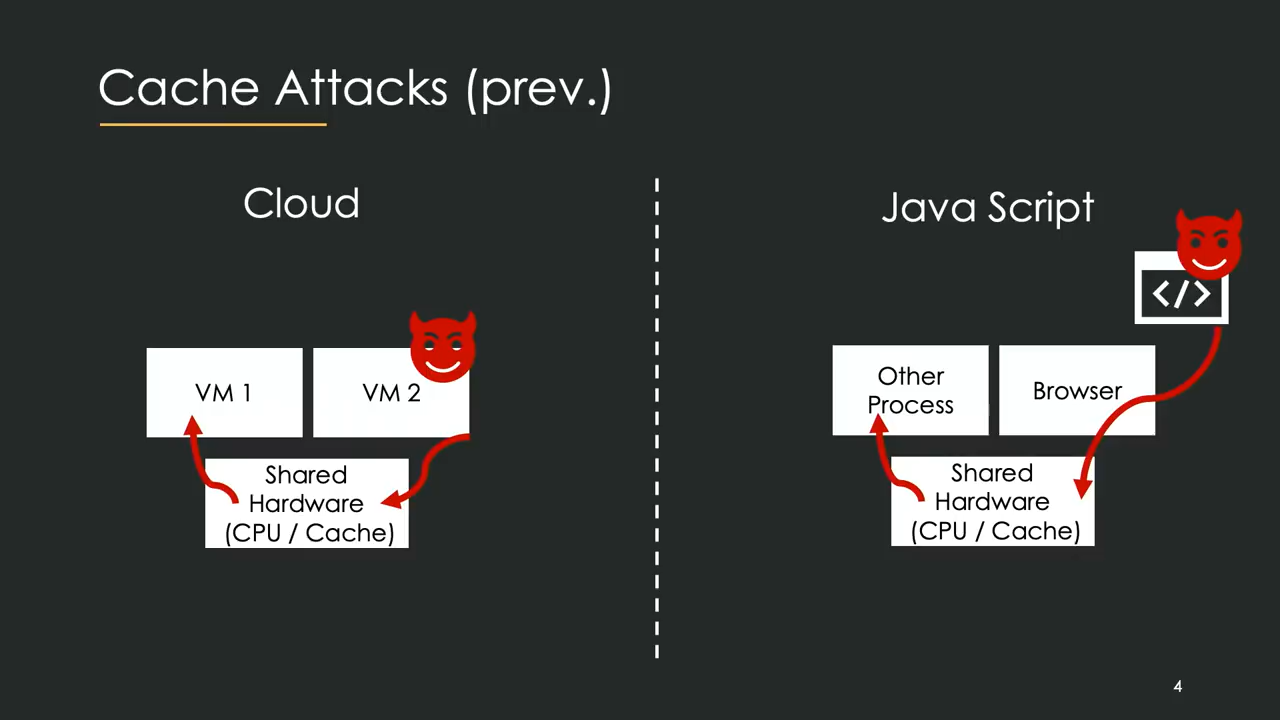 Cache Attacks (prev.)
Cloud
VM 1
VM 2
Shared
Hardware
(CPU / Cache)
Java Script
</>
Other
Process
Browser
Shared
Hardware
(CPU / Cache)
4